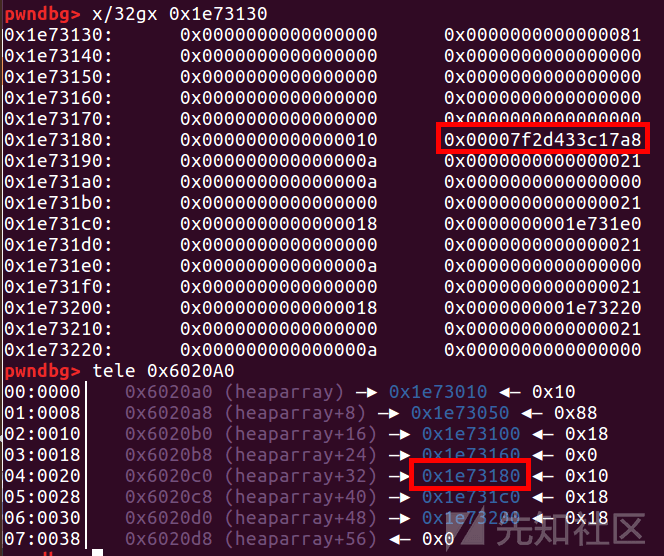 pwndbg> x/32gx 0x1e73130
0x1e73130: 0x0000000000000000 0x0000000000000081
0x1e73140: 0x0000000000000000 0x0000000000000000
0x1e73150: 0x0000000000000000 0x0000000000000000
0x1e73160: 0x0000000000000000 0x0000000000000000
0x1e73170: 0x0000000000000000 0x0000000000000000
0x1e73180: 0x0000000000000010 0x00007f2d433c17a8
0x1e73190: 0x000000000000000a 0x0000000000000021
0x1e731a0: 0x000000000000000a 0x0000000000000000
0x1e731b0: 0x0000000000000000 0x0000000000000021
0x1e731c0: 0x0000000000000018 0x0000000001e731e0
0x1e731d0: 0x0000000000000000 0x0000000000000021
0x1e731e0: 0x000000000000000a 0x0000000000000000
0x1e731f0: 0x0000000000000000 0x0000000000000021
0x1e73200: 0x0000000000000018 0x0000000001e73220
0x1e73210: 0x0000000000000000 0x0000000000000021
0x1e73220: 0x000000000000000a 0x0000000000000000
pwndbg> tele 0x6020A0
00:0000│ 0x6020a0 (heaparray) —▸ 0x1e73010 ◂— 0x10
01:0008│ 0x6020a8 (heaparray+8) —▸ 0x1e73050 ◂— 0x88
02:0010│ 0x6020b0 (heaparray+16) —▸ 0x1e73100 ◂— 0x18
03:0018│ 0x6020b8 (heaparray+24) —▸ 0x1e73160 ◂— 0x0
04:0020│ 0x6020c0 (heaparray+32) —▸ 0x1e73180 ◂— 0x10
05:0028│ 0x6020c8 (heaparray+40) —▸ 0x1e731c0 ◂— 0x18
06:0030│ 0x6020d0 (heaparray+48) —▸ 0x1e73200 ◂— 0x18
07:0038│ 0x6020d8 (heaparray+56) ◂— 0x0
先知社区